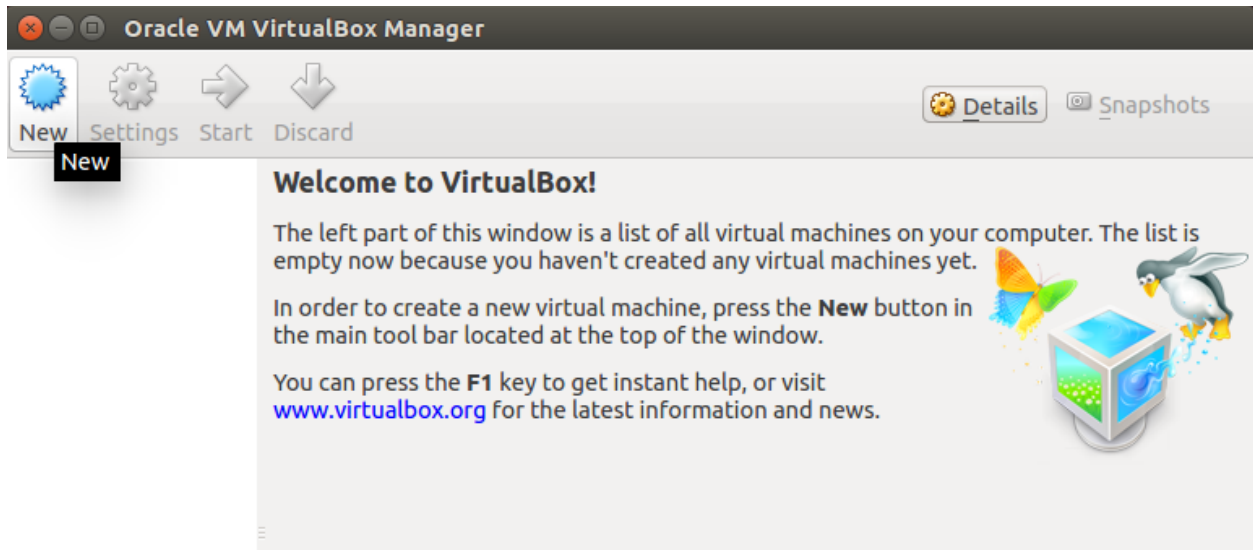 Oracle VM VirtualBox Manager
New Settings Start Discard
Details Snapshots
New
Welcome to VirtualBox!
The left part of this window is a list of all virtual machines on your computer. The list is
empty now because you haven't created any virtual machines yet.
In order to create a new virtual machine, press the New button in
the main tool bar located at the top of the window.
You can press the F1 key to get instant help, or visit
www.virtualbox.org for the latest information and news.